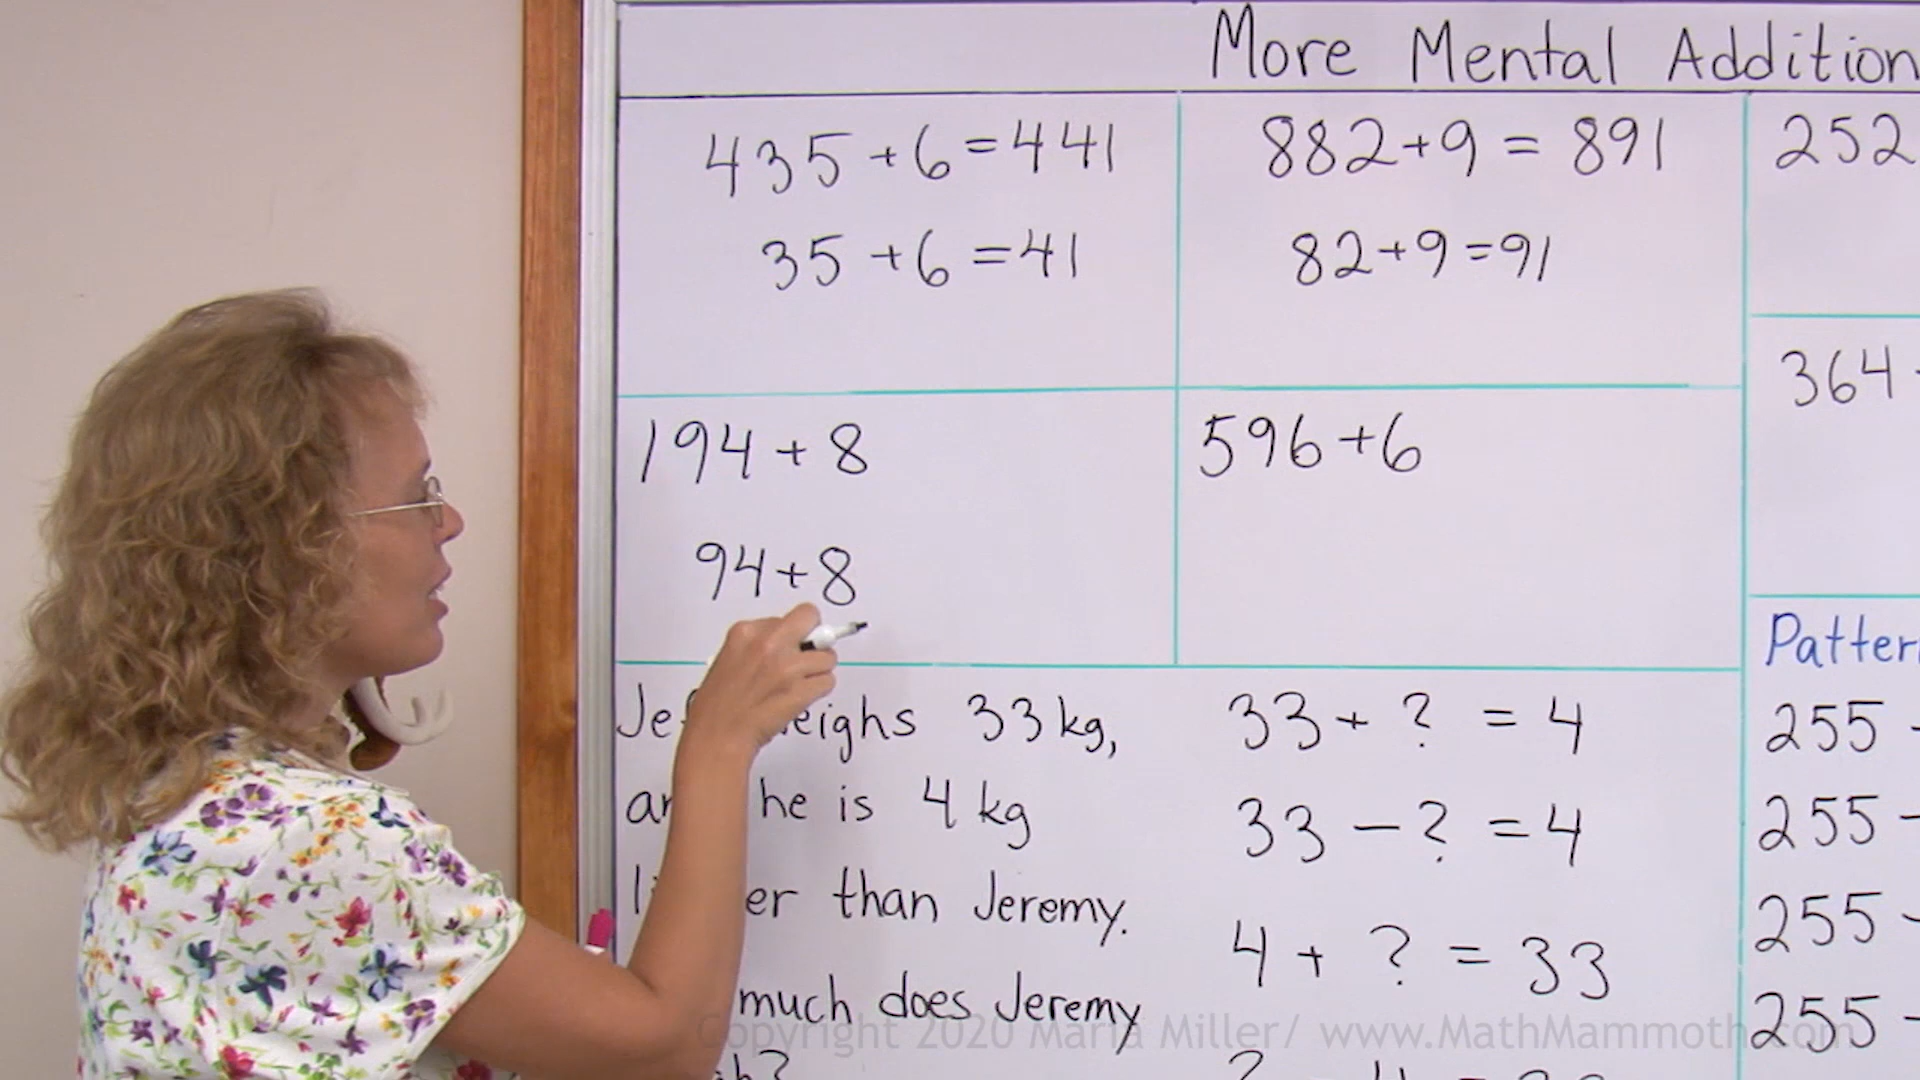 More Mental Addition
435 + 6 = 441
35 + 6 = 41
882 + 9 = 891
82 + 9 = 91
252
364
194 + 8
94 + 8
596 + 6
weighs 33 kg,
he is 4 kg
than Jeremy.
much does Jeremy
33 + ? = 4
33 - ? = 4
4 + ? = 33
255
255
255
255
Copyright 2020 Maria Miller/ www.MathMammoth.com